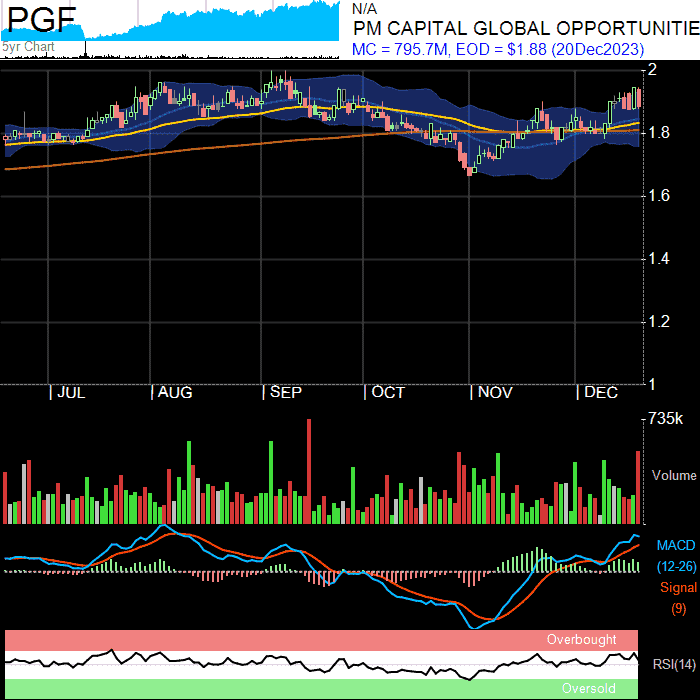 PGF
5yr Chart
N/A
PM CAPITAL GLOBAL OPPORTUNITIE
MC = 795.7M, EOD = $1.88 (20Dec2023)
2
1.8
1.6
1.4
1.2
1
JUL AUG SEP OCT NOV DEC
735k
Volume
MACD
(12-26)
Signal
(9)
Overbought
RSI(14)
Oversold